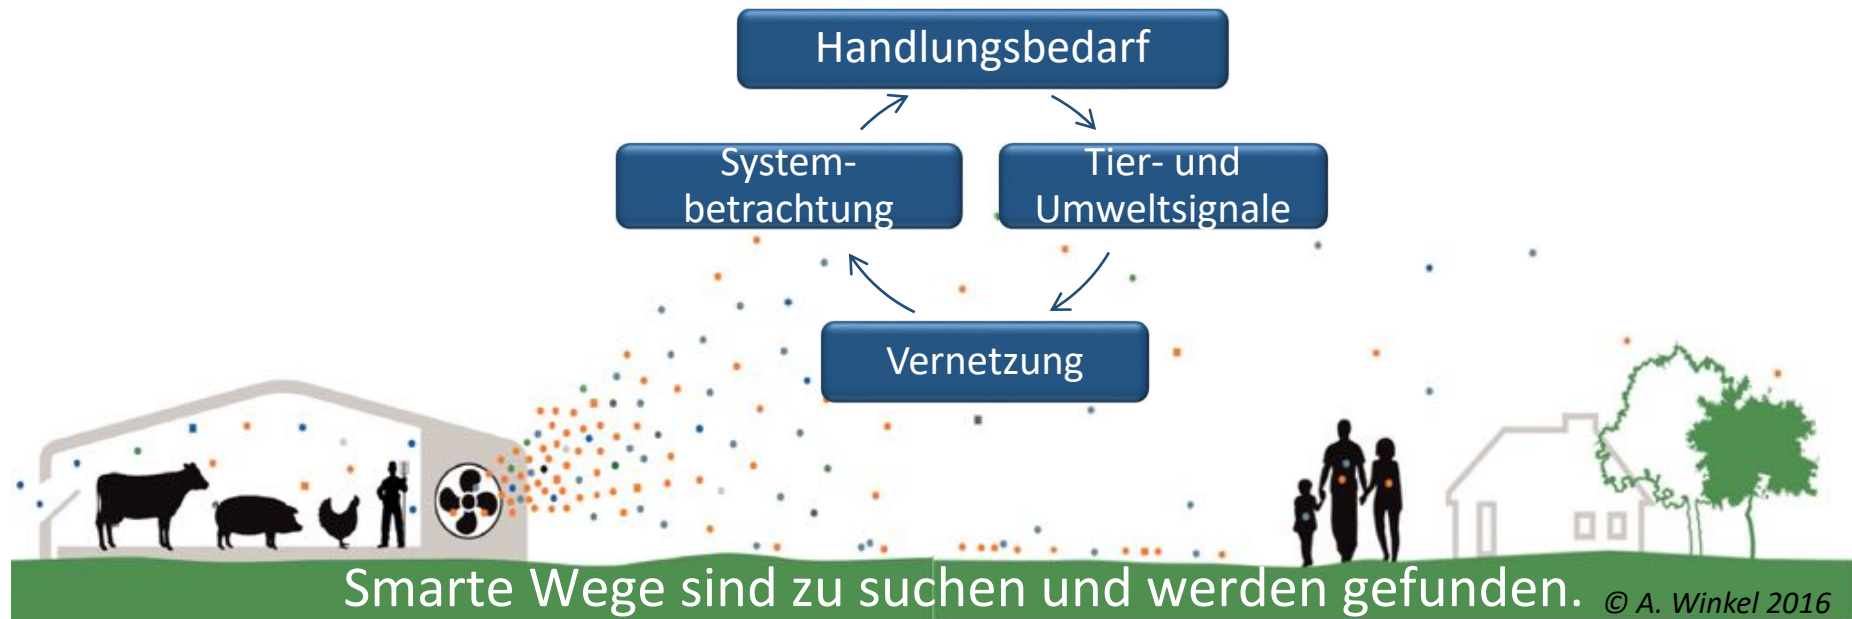 Handlungsbedarf
System-
betrachtung
Tier- und
Umweltsignale
Vernetzung
Smarte Wege sind zu suchen und werden gefunden.
© A. Winkel 2016